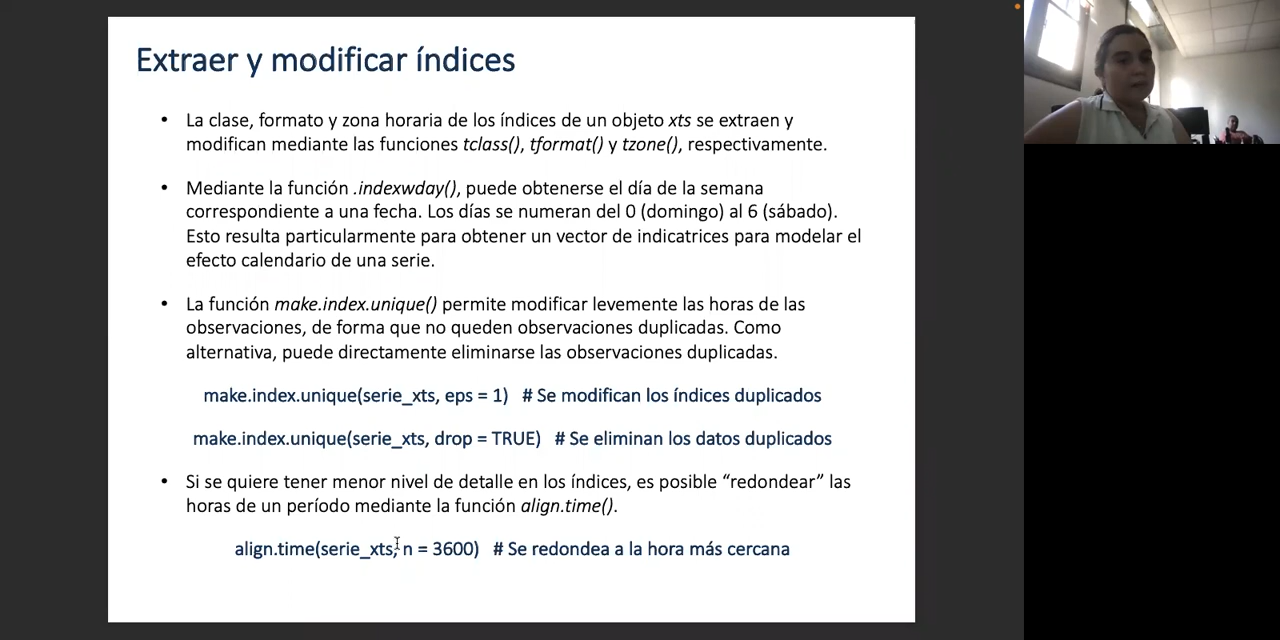 Extraer y modificar índices
• La clase, formato y zona horaria de los índices de un objeto xts se extraen y
modifican mediante las funciones tclass(), tformat() y tzone(), respectivamente.
• Mediante la función .indexwday(), puede obtenerse el día de la semana
correspondiente a una fecha. Los días se numeran del 0 (domingo) al 6 (sábado).
Esto resulta particularmente para obtener un vector de indicatrices para modelar el
efecto calendario de una serie.
• La función make.index.unique() permite modificar levemente las horas de las
observaciones, de forma que no queden observaciones duplicadas. Como
alternativa, puede directamente eliminarse las observaciones duplicadas.
make.index.unique(serie_xts, eps = 1) # Se modifican los índices duplicados
make.index.unique(serie_xts, drop = TRUE) # Se eliminan los datos duplicados
• Si se quiere tener menor nivel de detalle en los índices, es posible “redondear” las
horas de un período mediante la función align.time().
align.time(serie_xts, n = 3600) # Se redondea a la hora más cercana